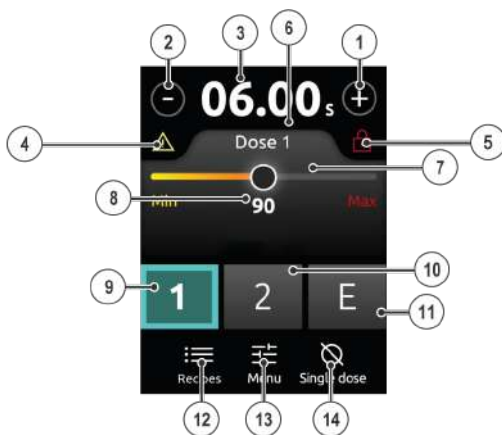 2 3 6 1
- 06.00 s +
4 Dose 1 5
7
Min 90 Max
8
9 1 2 E 10
11
Recipes Menu Single dose
12 13 14